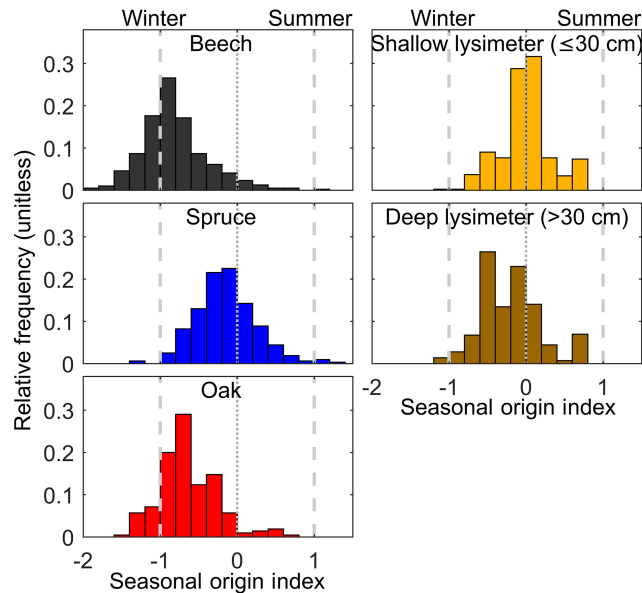 Winter Summer Winter Summer
Beech
Shallow lysimeter (≤30 cm)
0.3
0.2
0.1
0
Spruce
Deep lysimeter (>30 cm)
0.3
0.2
0.1
0
Relative frequency (unitless)
-2 -1 0 1
Seasonal origin index
Oak
0.3
0.2
0.1
0
-2 -1 0 1
Seasonal origin index